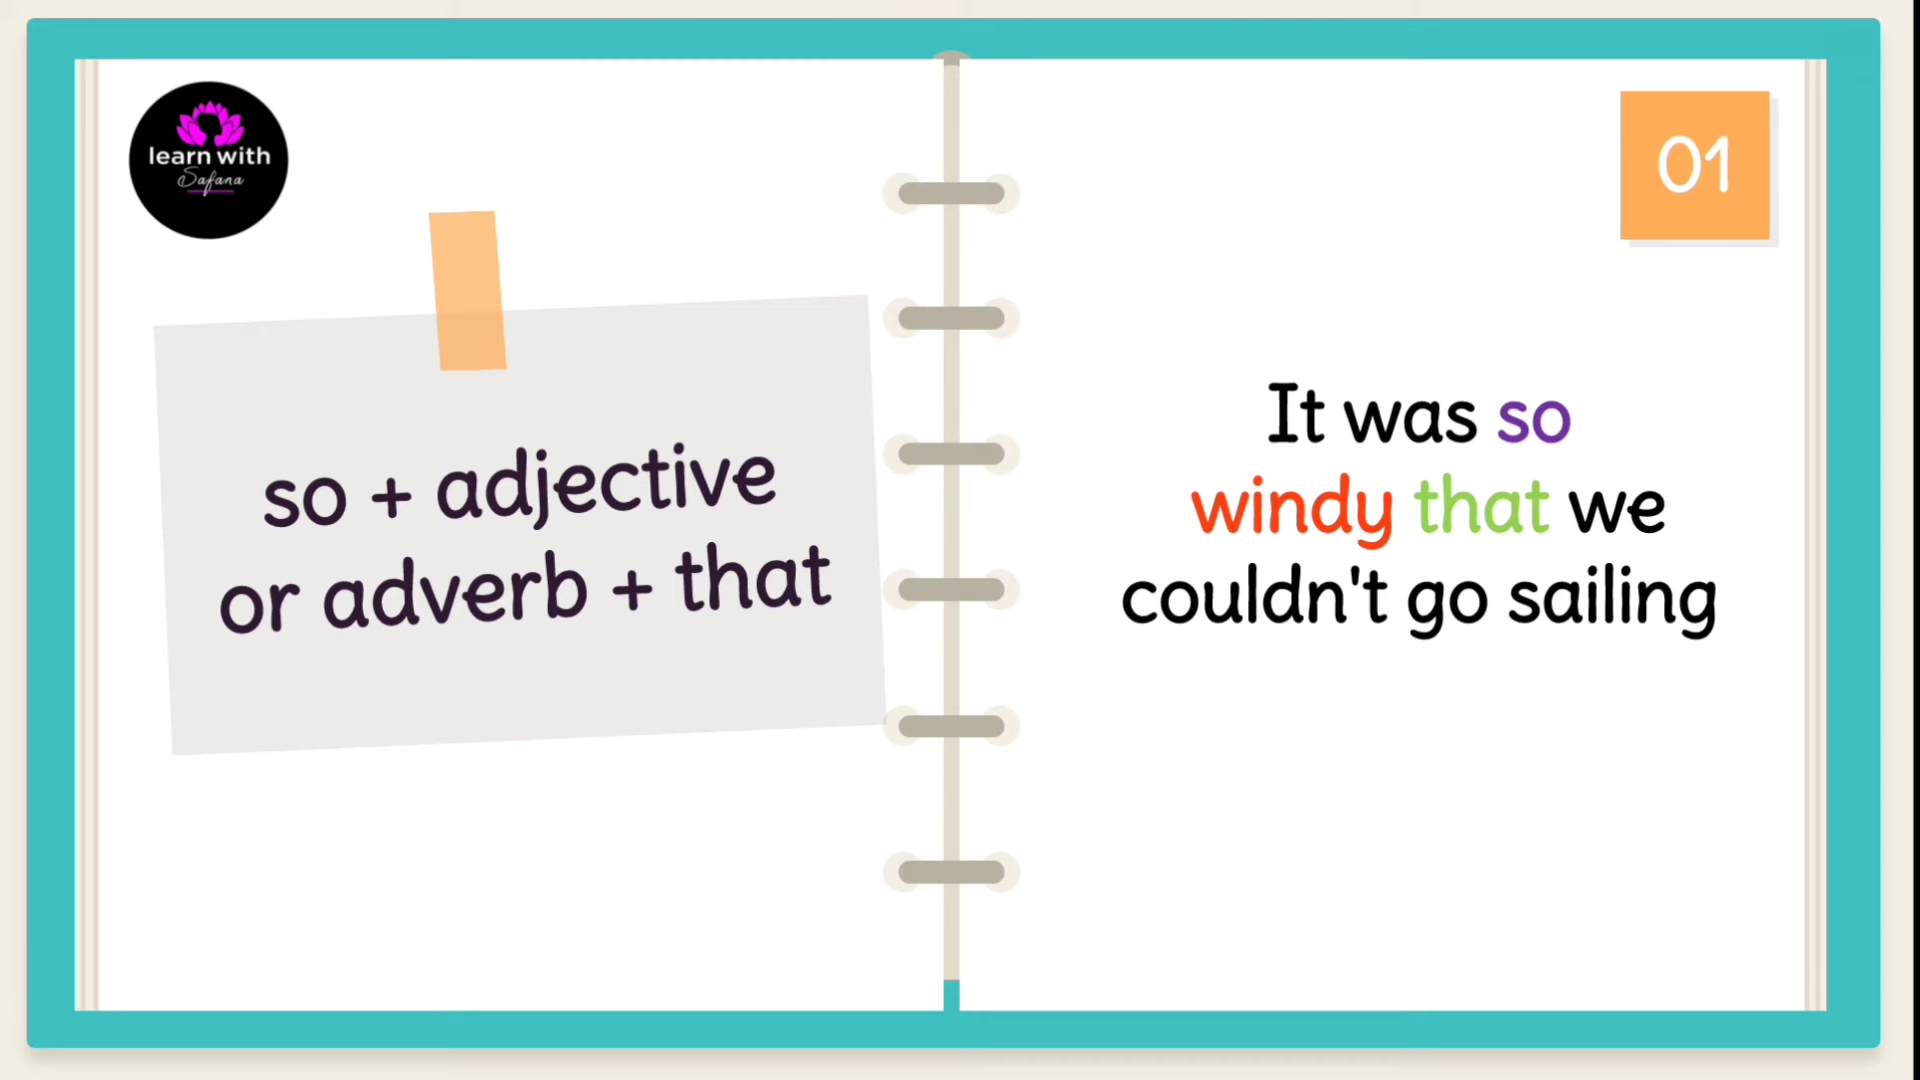 learn with
Safana
so + adjective
or adverb + that
01
It was so
windy that we
couldn't go sailing